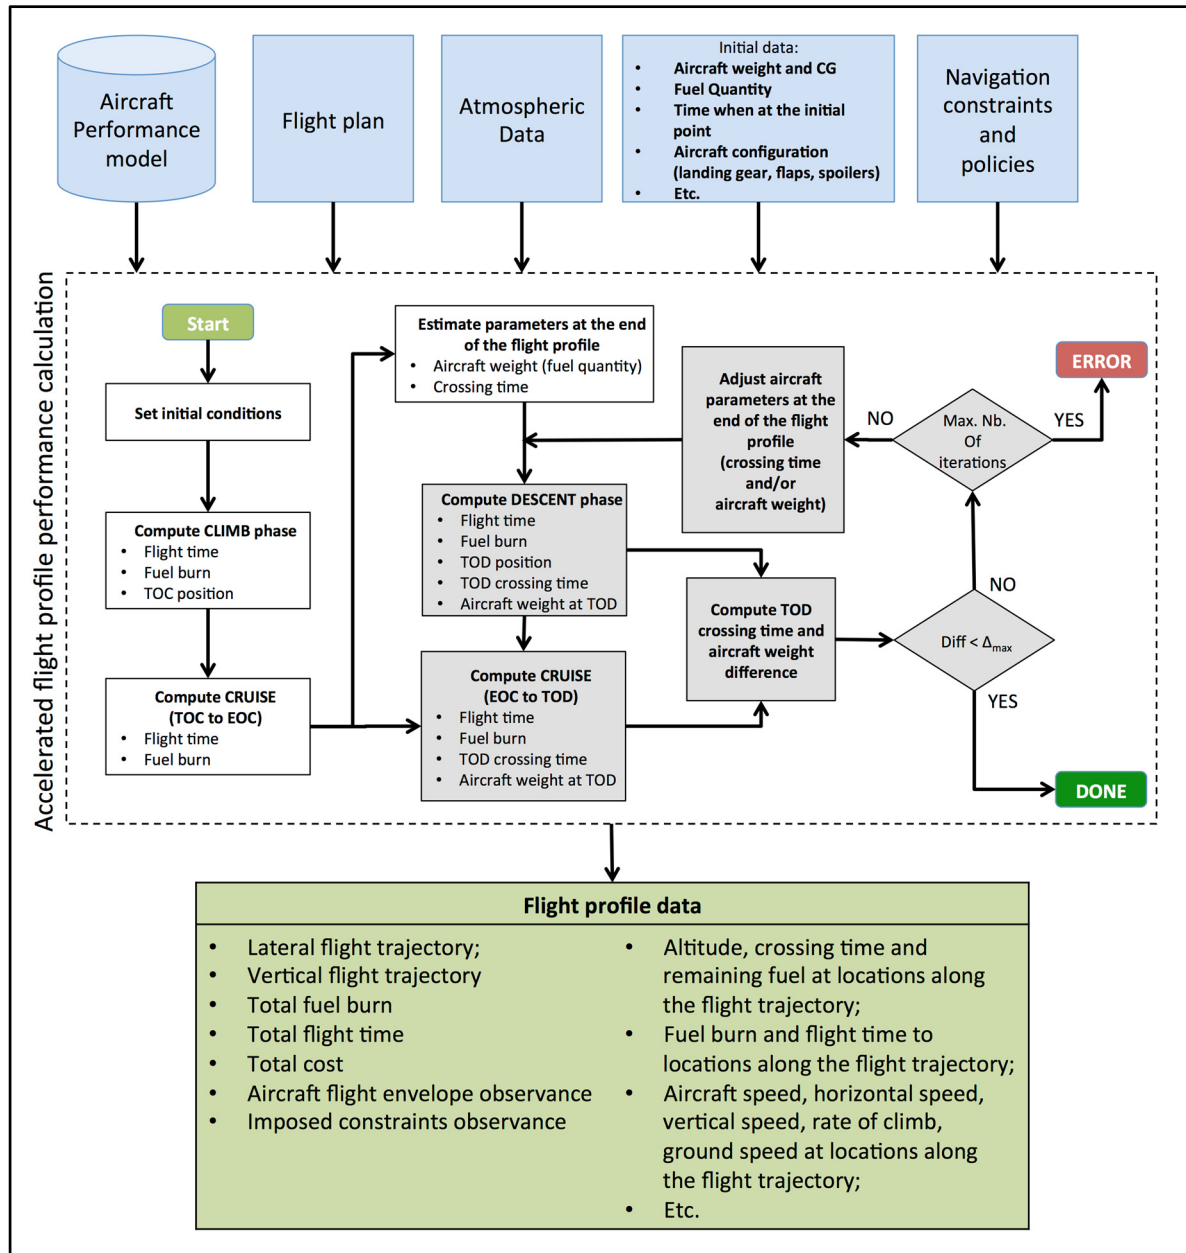 Aircraft
Performance
model
Flight plan
Atmospheric
Data
Initial data:
• Aircraft weight and CG
• Fuel Quantity
• Time when at the initial
point
• Aircraft configuration
(landing gear, flaps, spoilers)
• Etc.
Navigation
constraints
and
policies
Accelerated flight profile performance calculation
Start
Set initial conditions
Compute CLIMB phase
• Flight time
• Fuel burn
• TOC position
Compute CRUISE
(TOC to EOC)
• Flight time
• Fuel burn
Estimate parameters at the end
of the flight profile
• Aircraft weight (fuel quantity)
• Crossing time
Compute DESCENT phase
• Flight time
• Fuel burn
• TOD position
• TOD crossing time
• Aircraft weight at TOD
Compute CRUISE
(EOC to TOD)
• Flight time
• Fuel burn
• TOD crossing time
• Aircraft weight at TOD
Adjust aircraft
parameters at the
end of the flight
profile
(crossing time
and/or
aircraft weight)
Compute TOD
crossing time and
aircraft weight
difference
NO
Max. Nb.
Of
iterations
YES
ERROR
NO
Diff < Δmax
YES
DONE
Flight profile data
• Lateral flight trajectory;
• Vertical flight trajectory
• Total fuel burn
• Total flight time
• Total cost
• Aircraft flight envelope observance
• Imposed constraints observance
• Altitude, crossing time and
remaining fuel at locations along
the flight trajectory;
• Fuel burn and flight time to
locations along the flight trajectory;
• Aircraft speed, horizontal speed,
vertical speed, rate of climb,
ground speed at locations along
the flight trajectory;
• Etc.